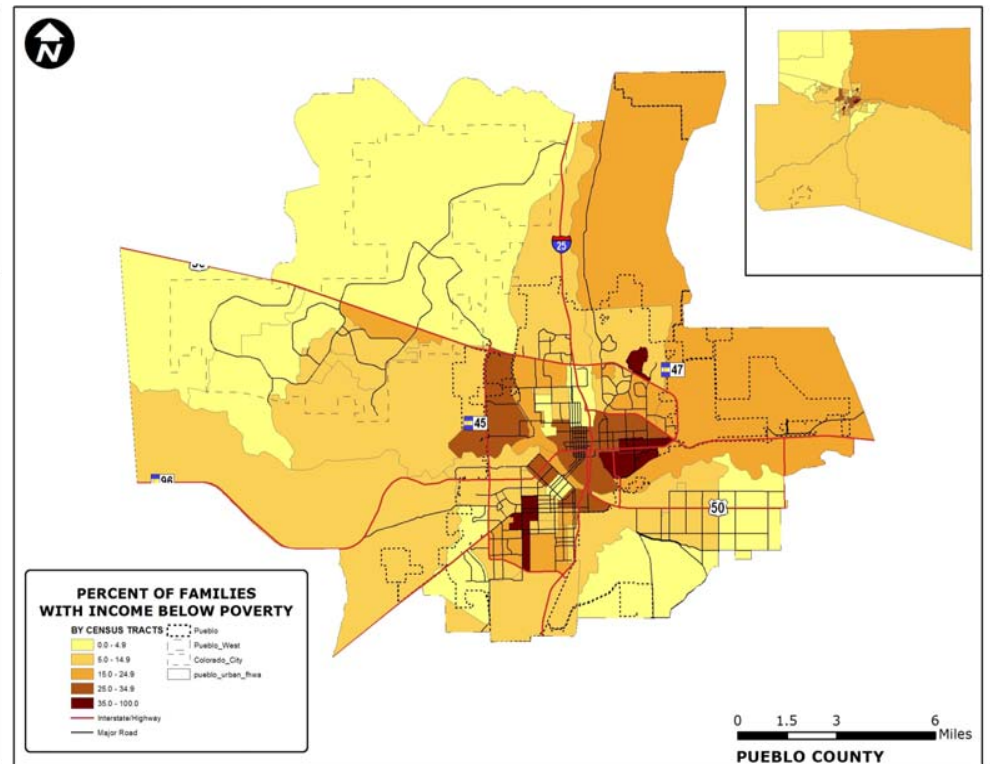 N
25
47
45
96
50
PERCENT OF FAMILIES
WITH INCOME BELOW POVERTY
BY CENSUS TRACTS
0.0 - 4.9
5.0 - 14.9
15.0 - 24.9
25.0 - 34.9
35.0 - 100.0
Interstate/Highway
Major Road
Pueblo
Pueblo_West
Colorado_City
pueblo_urban_fhwa
0 1.5 3 6
Miles
PUEBLO COUNTY